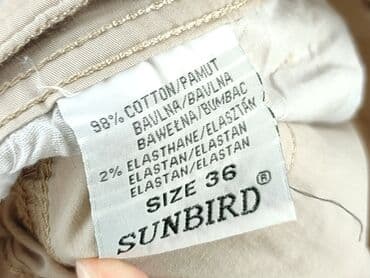 98% COTTON/PAMUT
BAVLNA/BAVLNA
BAWEŁNA/BUMBAC
2% ELASTHANE/ELASZTÁN
ELASTAN/ELASTAN
ELASTAN/ELASTAN
SIZE 36
SUNBIRD®